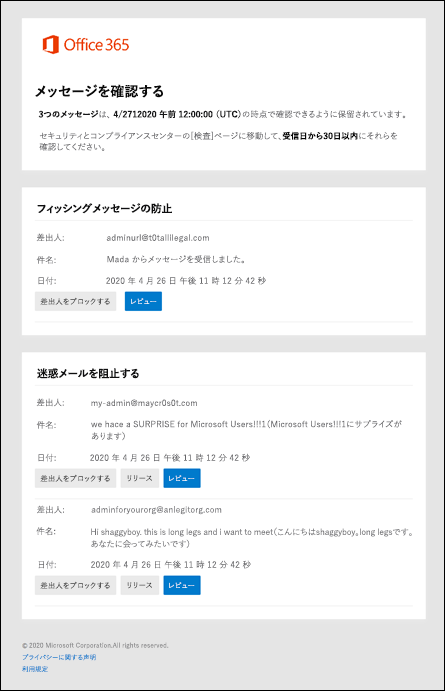 Office 365
メッセージを確認する
3つのメッセージは、4/2712020 午前 12:00:00 (UTC)の時点で確認できるように保留されています。
セキュリティとコンプライアンスセンターの[検査]ページに移動して、受信日から30日以内にそれらを
確認してください。
フィッシングメッセージの防止
差出人: adminurl@t0tallllegal.com
件名: Mada からメッセージを受信しました。
日付: 2020 年 4 月 26 日 午後 11 時 12 分 42 秒
差出人をブロックする レビュー
迷惑メールを阻止する
差出人: my-admin@maycr0s0t.com
件名: we hace a SURPRISE for Microsoft Users!!!1(Microsoft Users!!!1にサプライズが
あります)
日付: 2020 年 4 月 26 日 午後 11 時 12 分 42 秒
差出人をブロックする リリース レビュー
差出人: adminforyourorg@anlegitorg.com
件名: Hi shaggyboy. this is long legs and i want to meet(こんにちはshaggyboy。long legsです。
あなたに会ってみたいです)
日付: 2020 年 4 月 26 日 午後 11 時 12 分 42 秒
差出人をブロックする リリース レビュー
© 2020 Microsoft Corporation.All rights reserved.
プライバシーに関する声明
利用規定